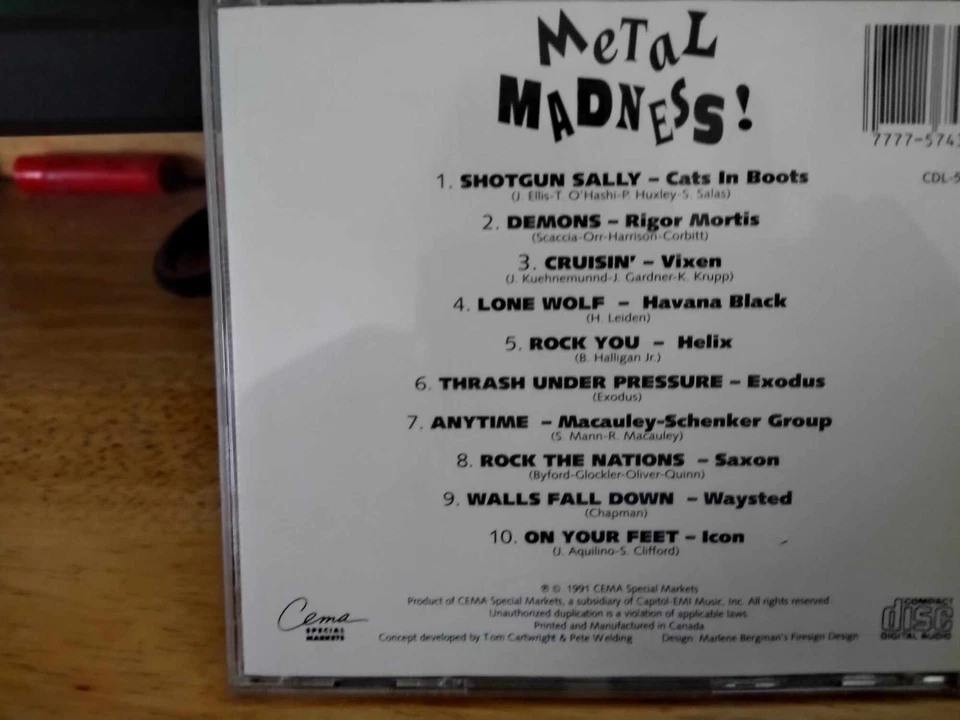 MeTaL
MADNESS!
7777-574
CDL-5
1. SHOTGUN SALLY – Cats In Boots
(J. Ellis-T. O'Hashi-P. Huxley-S. Salas)
2. DEMONS – Rigor Mortis
(Scaccia-Orr-Harrison-Corbitt)
3. CRUISIN' – Vixen
(J. Kuehnemunnd-J. Gardner-K. Krupp)
4. LONE WOLF – Havana Black
(H. Leiden)
5. ROCK YOU – Helix
(B. Halligan Jr.)
6. THRASH UNDER PRESSURE – Exodus
(Exodus)
7. ANYTIME – Macauley-Schenker Group
(S. Mann-R. Macauley)
8. ROCK THE NATIONS – Saxon
(Byford-Glockler-Oliver-Quinn)
9. WALLS FALL DOWN – Waysted
(Chapman)
10. ON YOUR FEET – Icon
(J. Aquilino-S. Clifford)
℗ © 1991 CEMA Special Markets
Product of CEMA Special Markets, a subsidiary of Capitol-EMI Music, Inc. All rights reserved.
Unauthorized duplication is a violation of applicable laws.
Printed and Manufactured in Canada
Concept developed by Tom Cartwright & Pete Welding Design: Marlene Bergman's Firesign Design
Cema
SPECIAL
MARKETS
COMPACT
disc
DIGITAL AUDIO